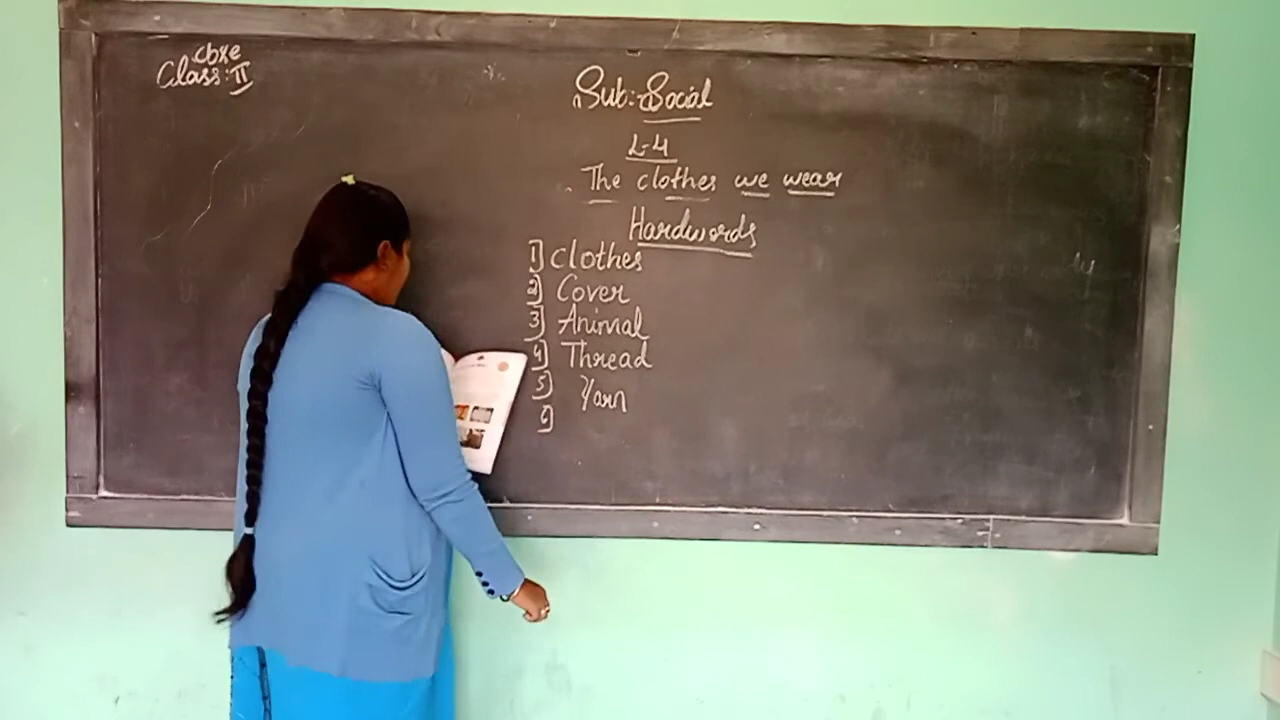 cbse
Class:II
Sub:-Social
L-4
The clothes we wear
Hardwords
1] Clothes
2] Cover
3] Animal
4] Thread
5] Yarn
6]